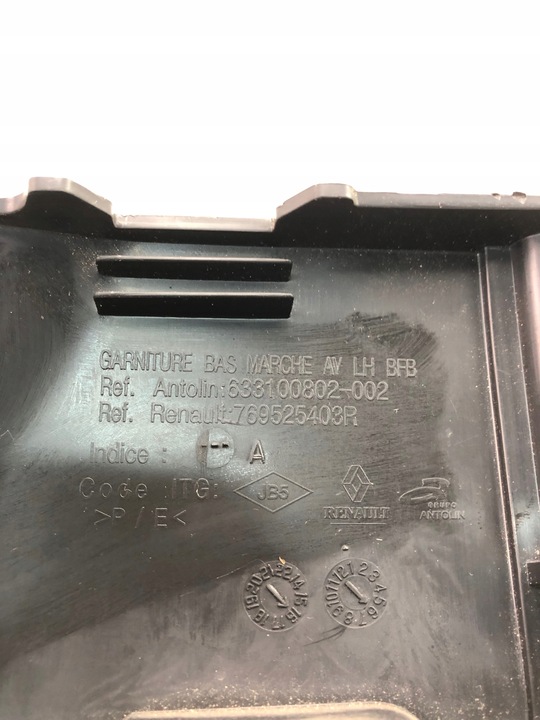 GARNITURE BAS MARCHE AV LH BFB
Ref. Antolin:633100802-002
Ref. Renault:769525403R
Indice : A
Code ITG: JB5
>P/E<
RENAULT
GRUPO
ANTOLIN